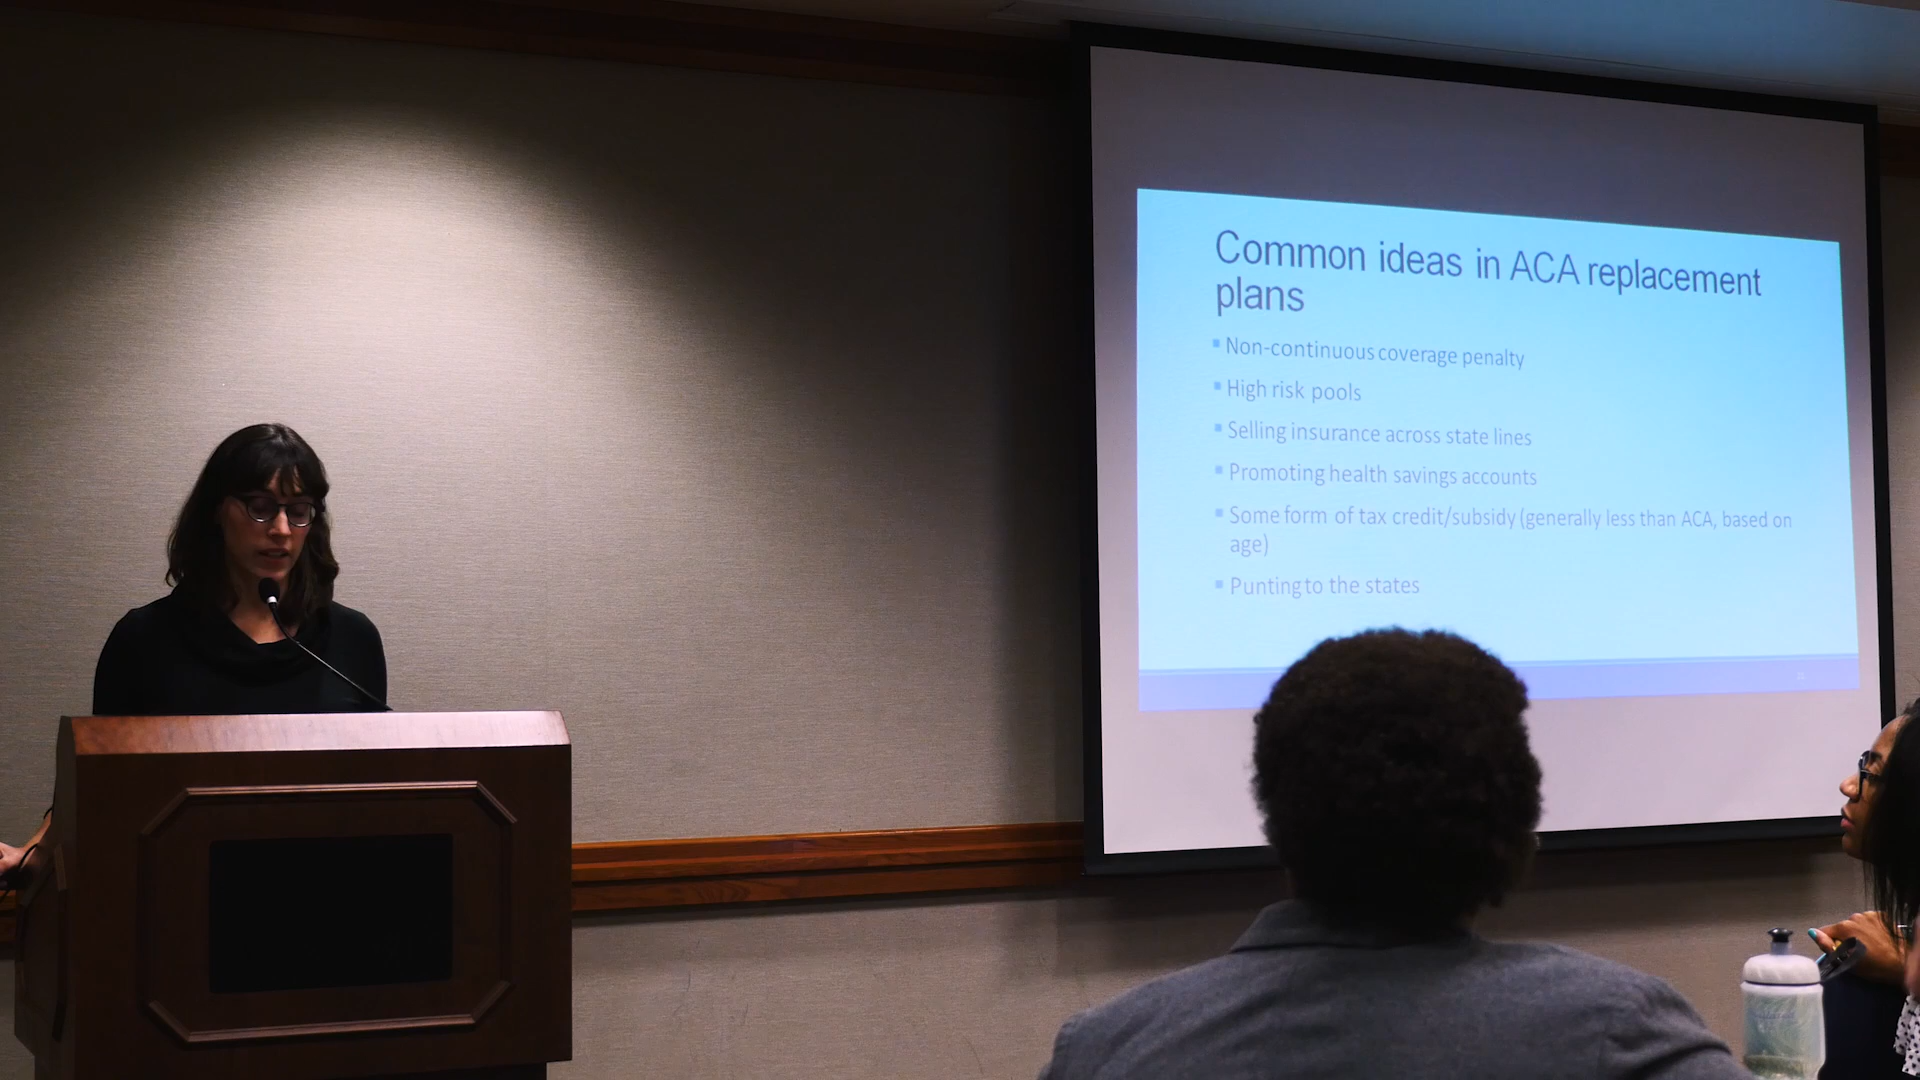 Common ideas in ACA replacement
plans
▪ Non-continuous coverage penalty
▪ High risk pools
▪ Selling insurance across state lines
▪ Promoting health savings accounts
▪ Some form of tax credit/subsidy (generally less than ACA, based on
age)
▪ Punting to the states